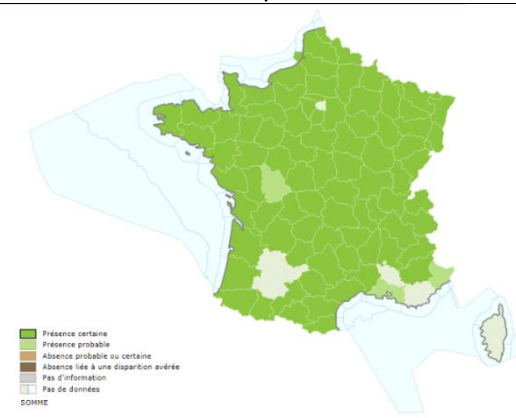 Présence certaine
Présence probable
Absence probable ou certaine
Absence liée à une disparition avérée
Pas d'information
Pas de données
SOMME